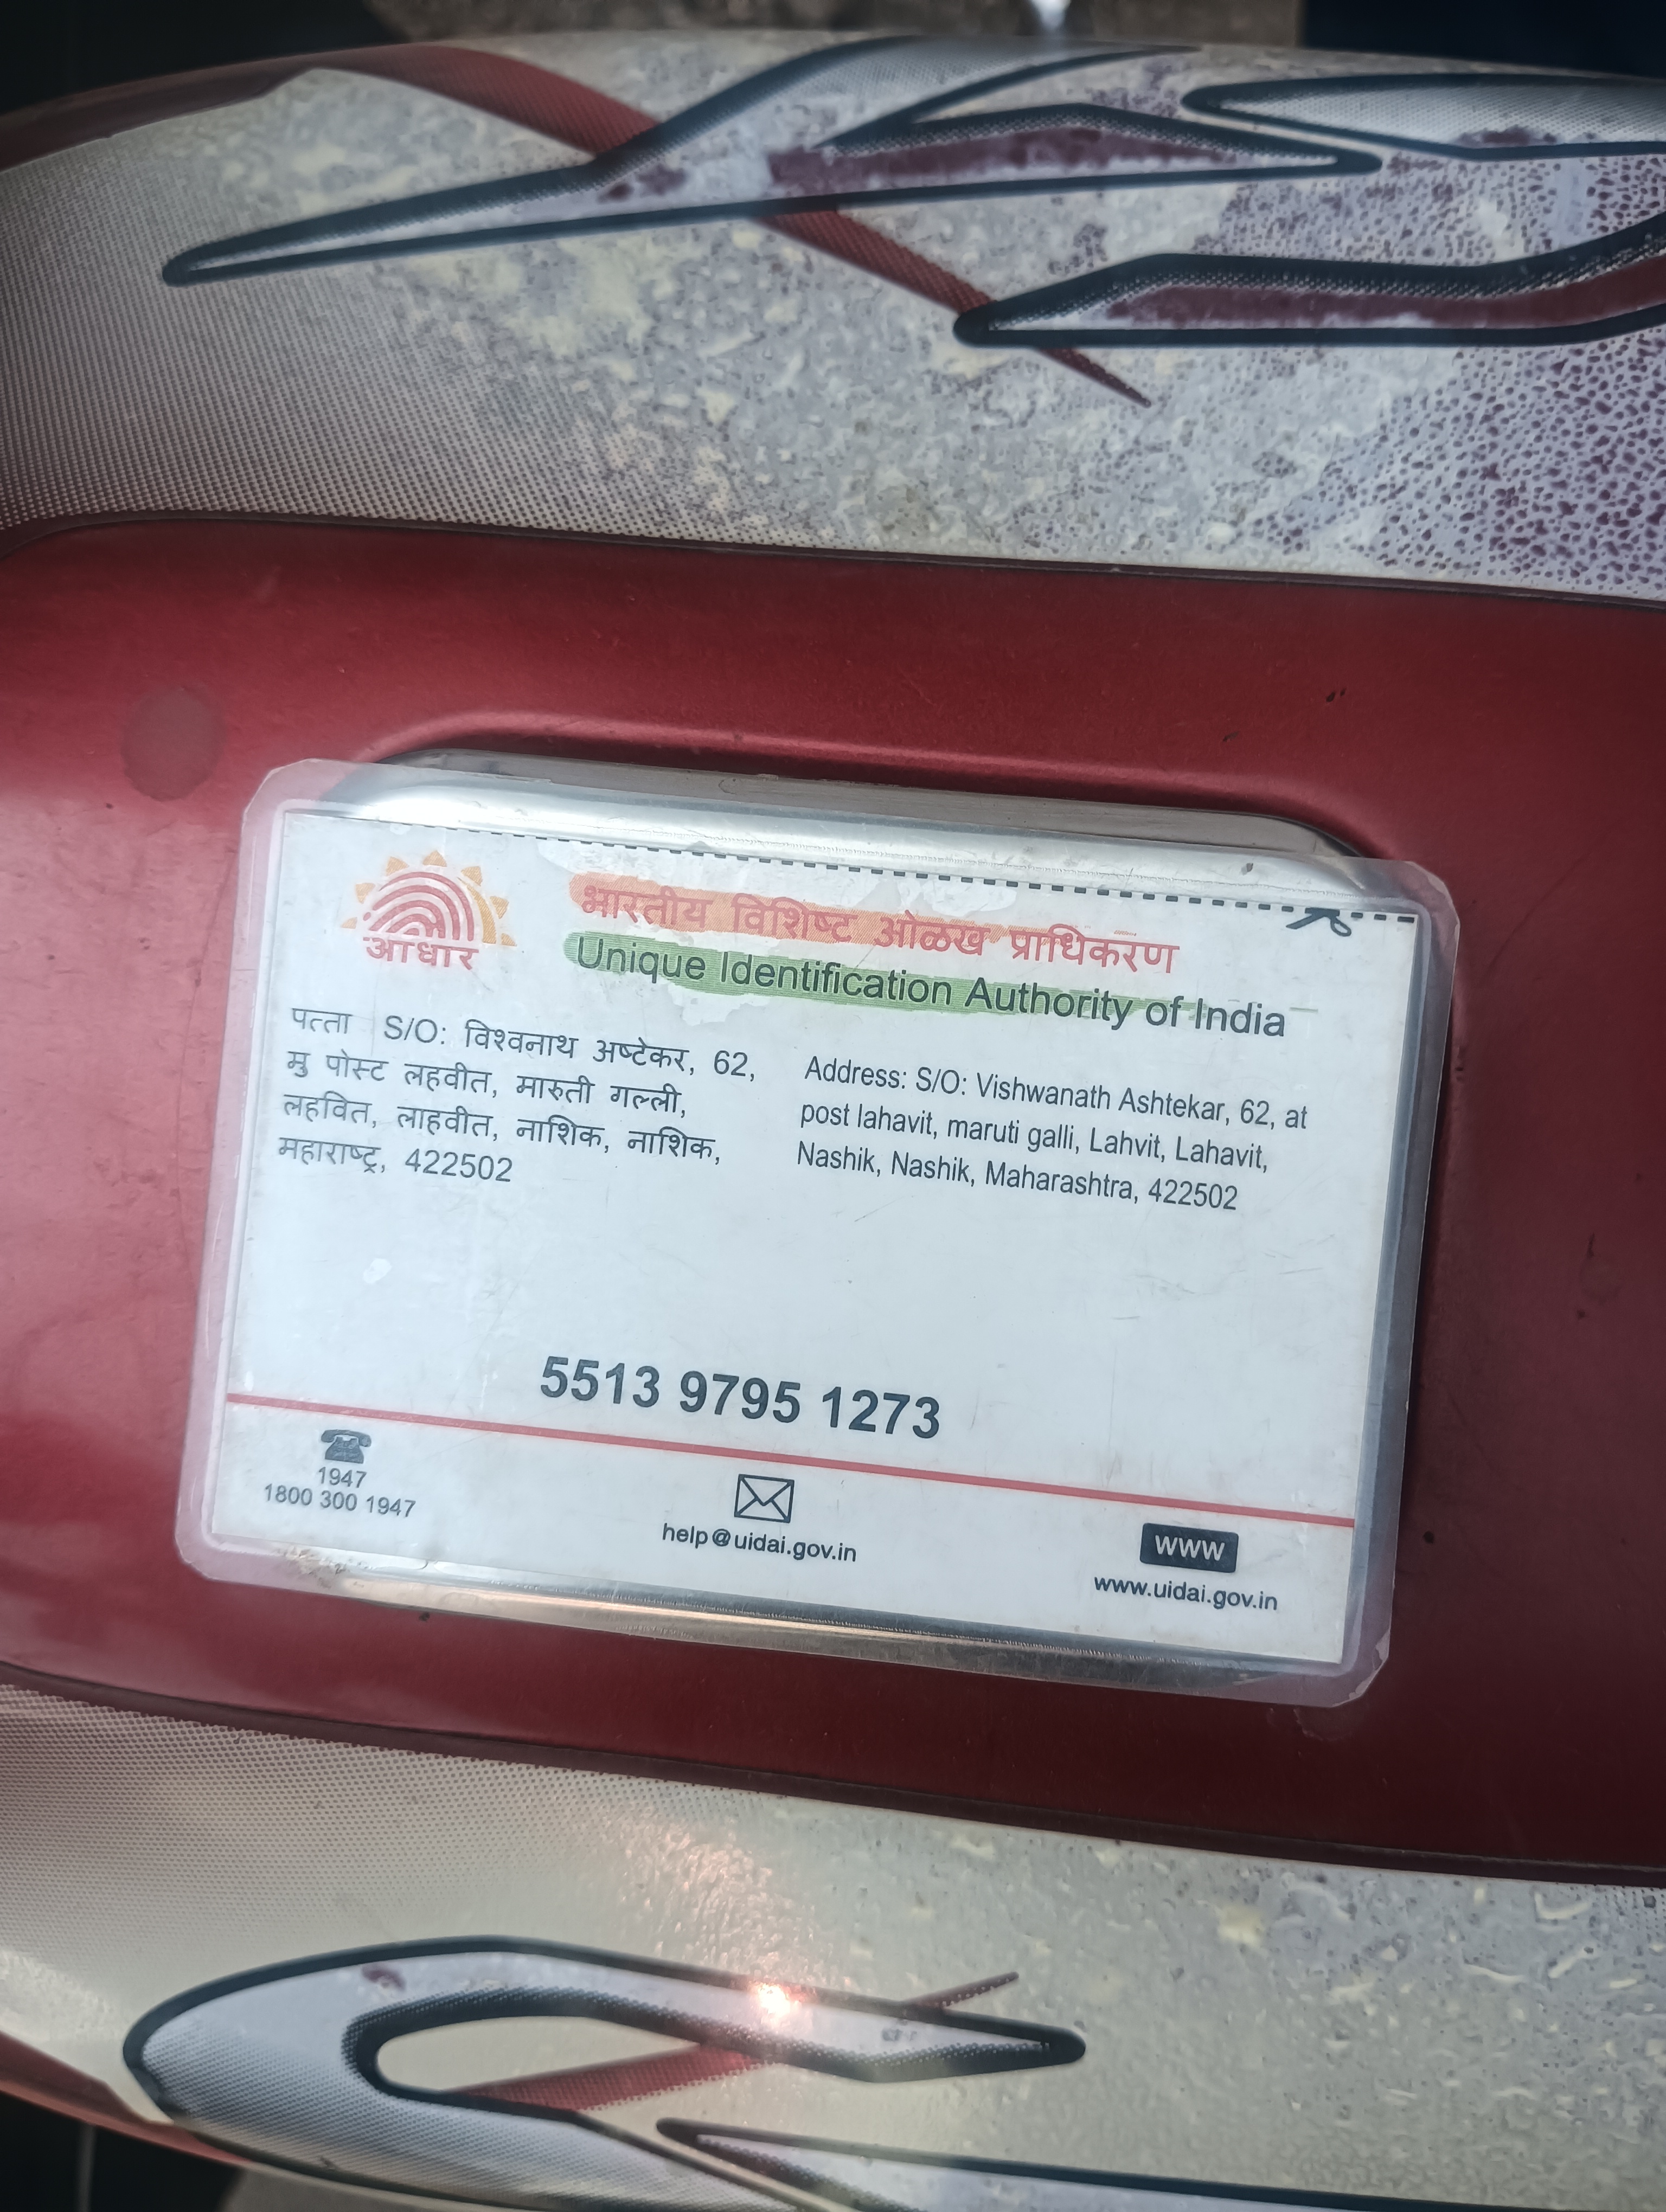 आधार
भारतीय विशिष्ट ओळख प्राधिकरण
Unique Identification Authority of India
पत्ता S/O: विश्वनाथ अष्टेकर, 62,
मु पोस्ट लहवीत, मारुती गल्ली,
लहवित, लाहवीत, नाशिक, नाशिक,
महाराष्ट्र, 422502
Address: S/O: Vishwanath Ashtekar, 62, at
post lahavit, maruti galli, Lahvit, Lahavit,
Nashik, Nashik, Maharashtra, 422502
5513 9795 1273
1947
1800 300 1947
help@uidai.gov.in
www
www.uidai.gov.in